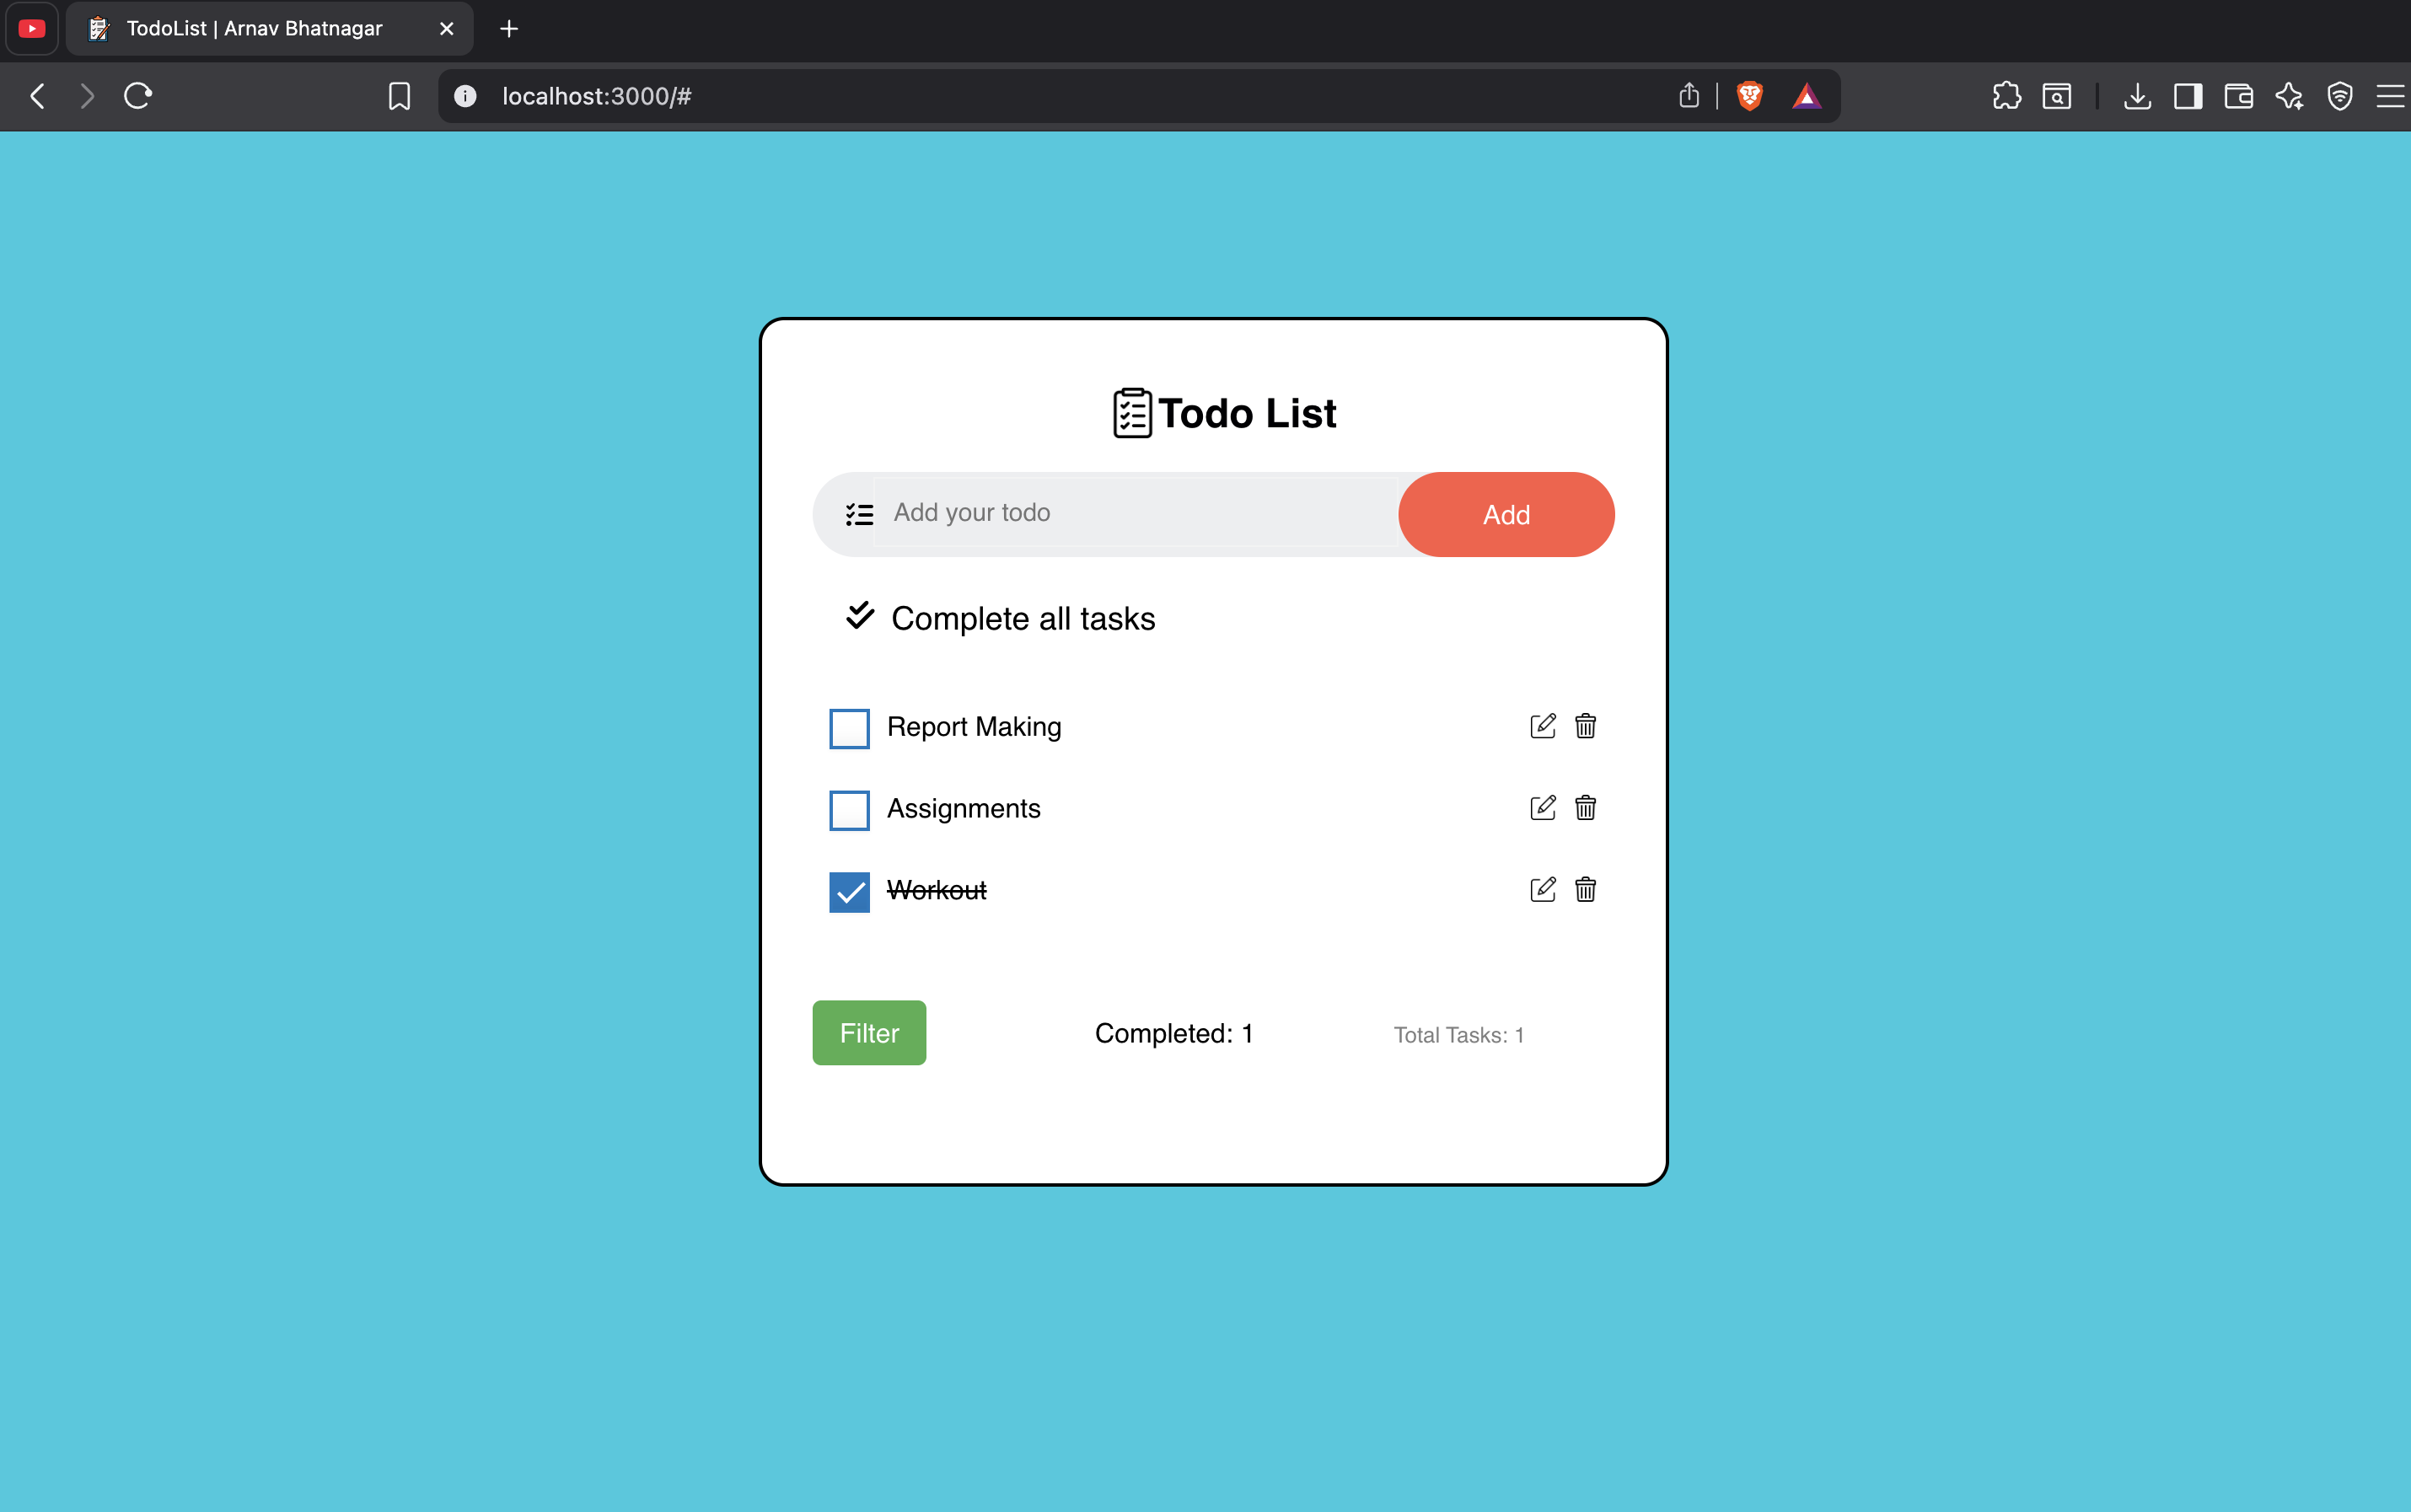 TodoList | Arnav Bhatnagar
localhost:3000/#
Todo List
Add your todo
Add
Complete all tasks
Report Making
Assignments
Workout
Filter
Completed: 1
Total Tasks: 1